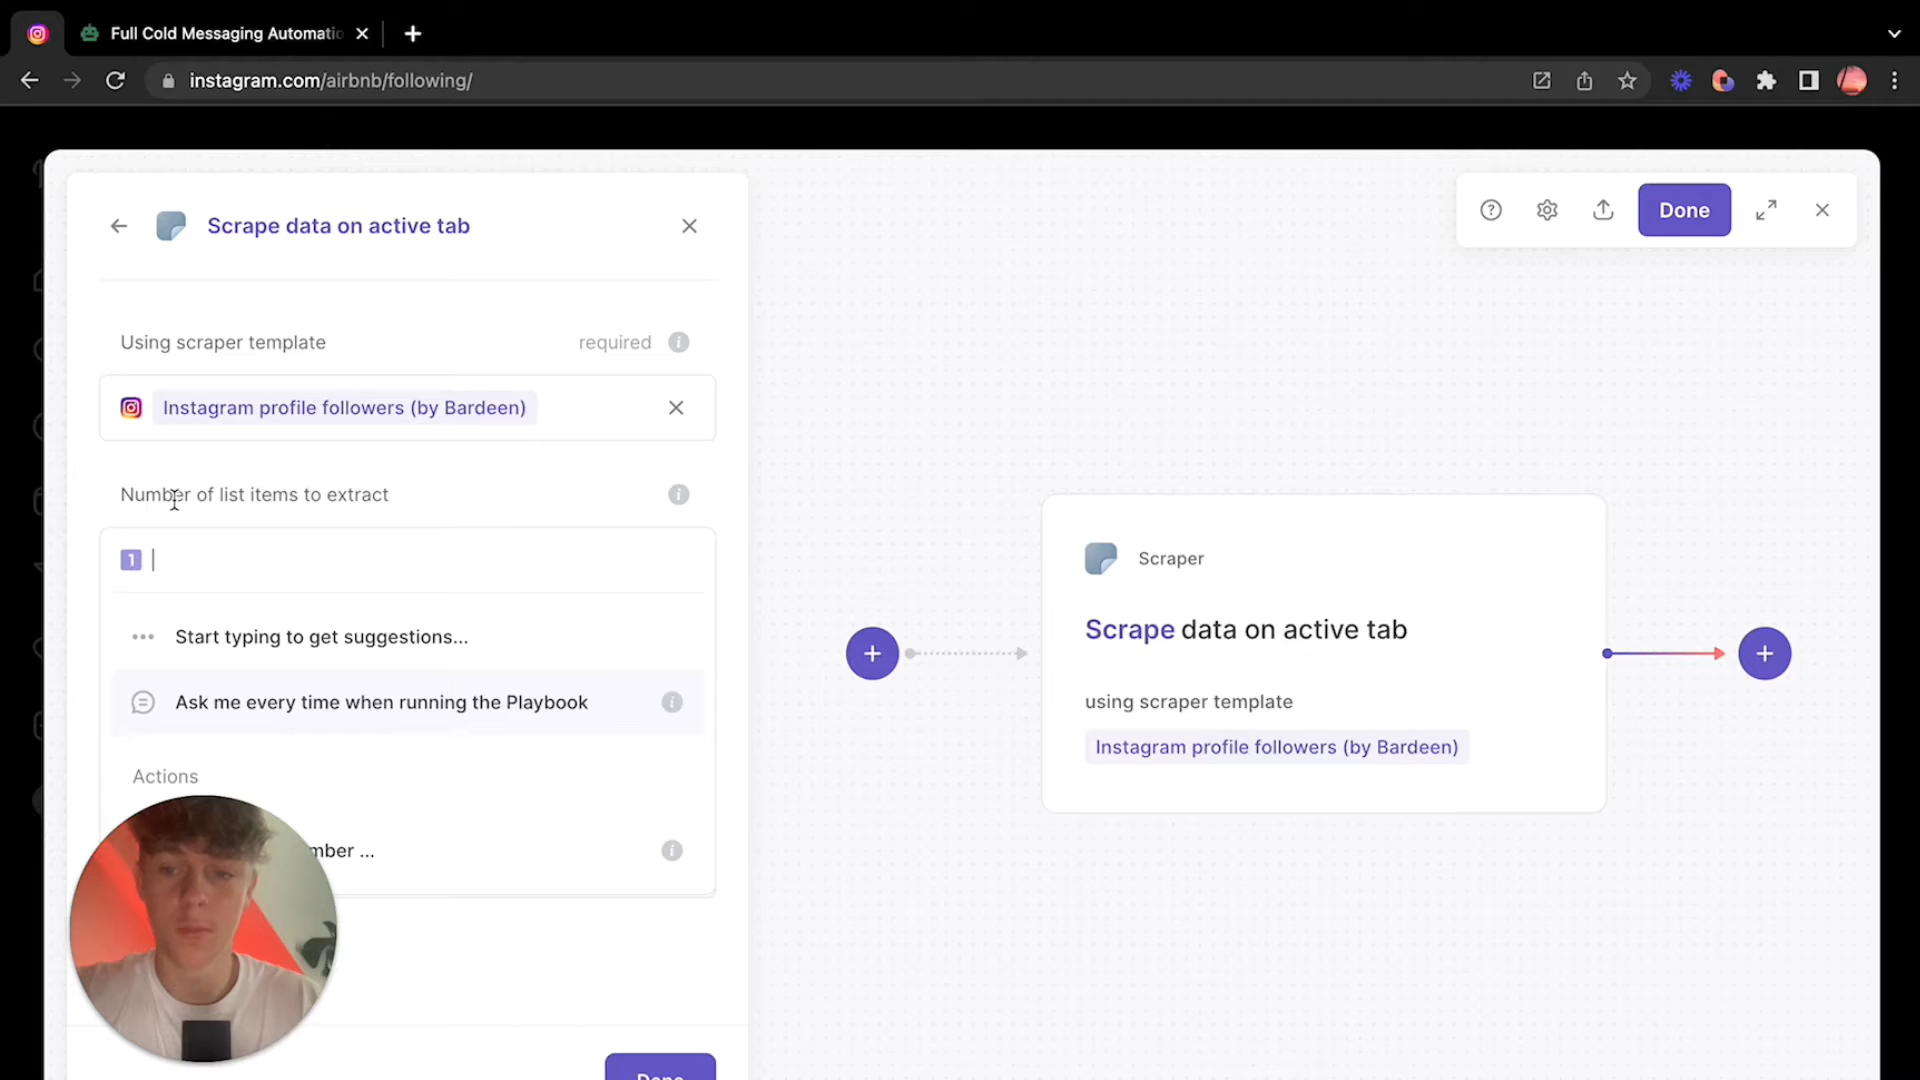 Full Cold Messaging Automatio
instagram.com/airbnb/following/
Scrape data on active tab
Done
Using scraper template
required
Instagram profile followers (by Bardeen)
Number of list items to extract
1
Start typing to get suggestions...
Ask me every time when running the Playbook
Actions
mber ...
Done
Scraper
Scrape data on active tab
using scraper template
Instagram profile followers (by Bardeen)